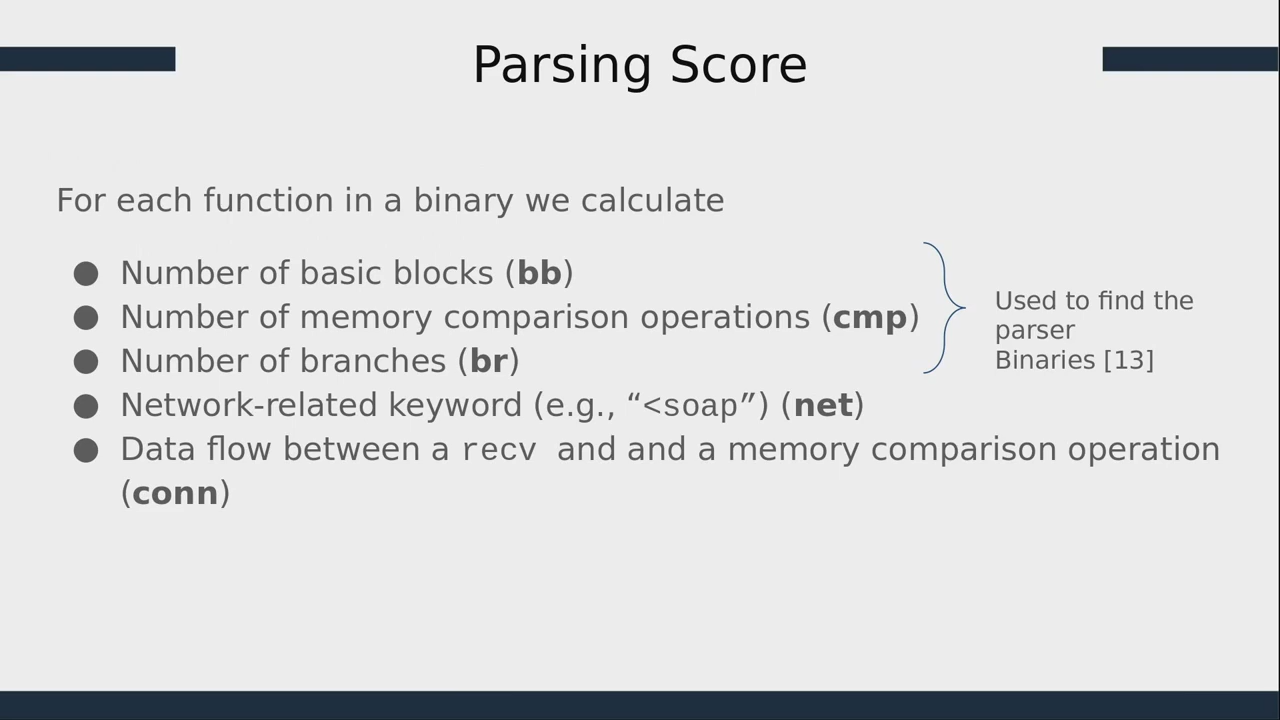 Parsing Score
For each function in a binary we calculate
● Number of basic blocks (bb)
● Number of memory comparison operations (cmp)
● Number of branches (br)
Used to find the
parser
Binaries [13]
● Network-related keyword (e.g., “<soap”) (net)
● Data flow between a recv and and a memory comparison operation
(conn)